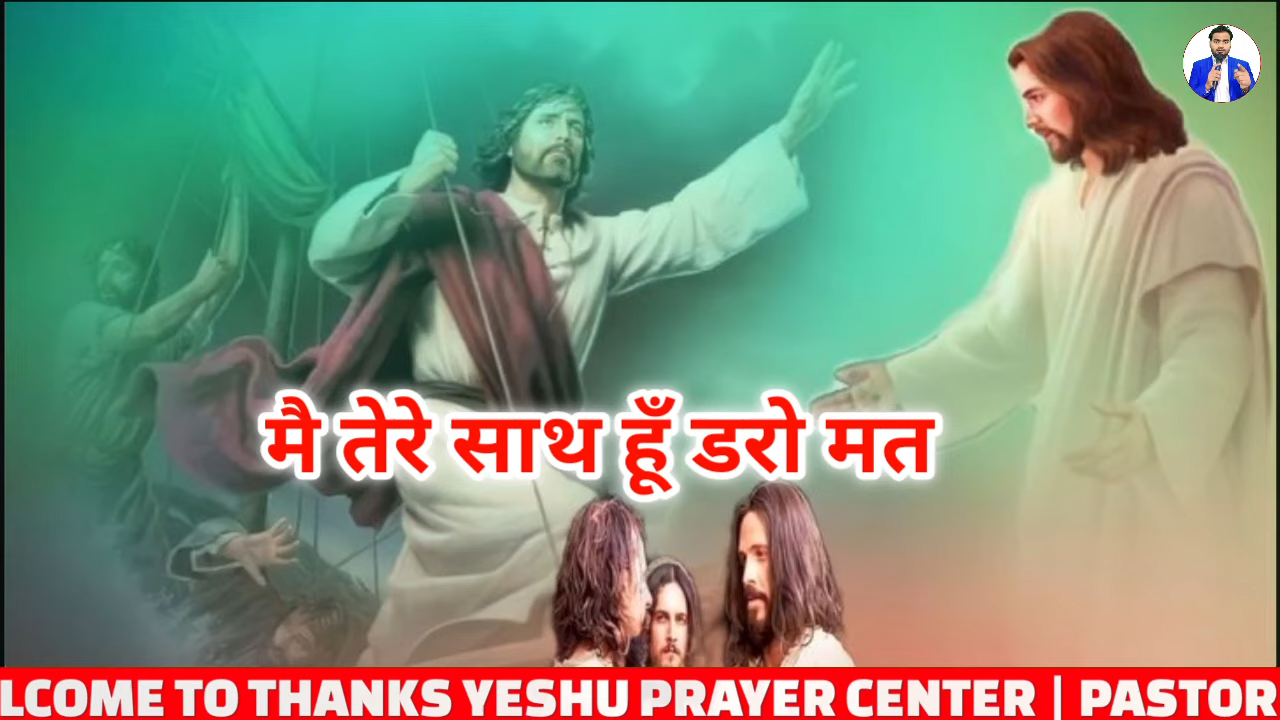 मै तेरे साथ हूँ डरो मत
LCOME TO THANKS YESHU PRAYER CENTER | PASTOR